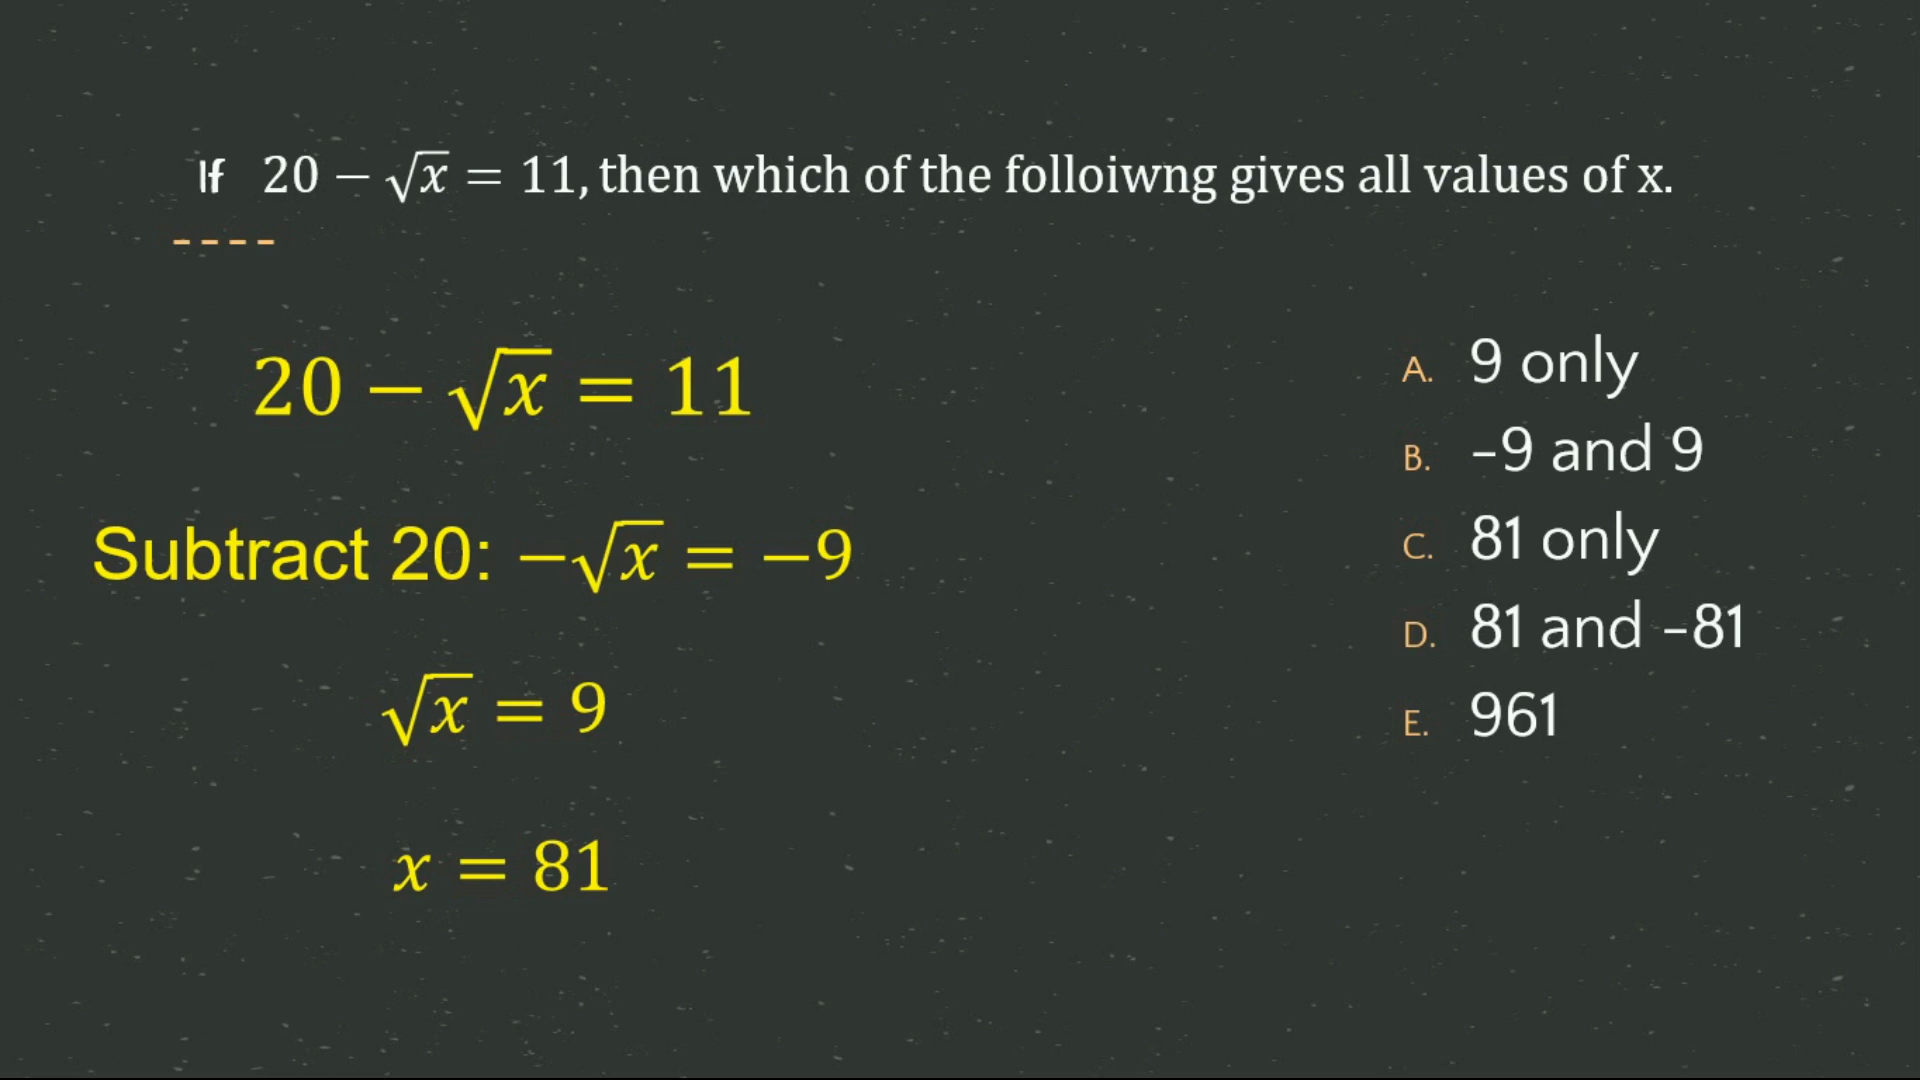 If 20 − √x = 11, then which of the folloiwng gives all values of x.
20 − √x = 11
Subtract 20: −√x = −9
√x = 9
x = 81
A. 9 only
B. -9 and 9
C. 81 only
D. 81 and -81
E. 961